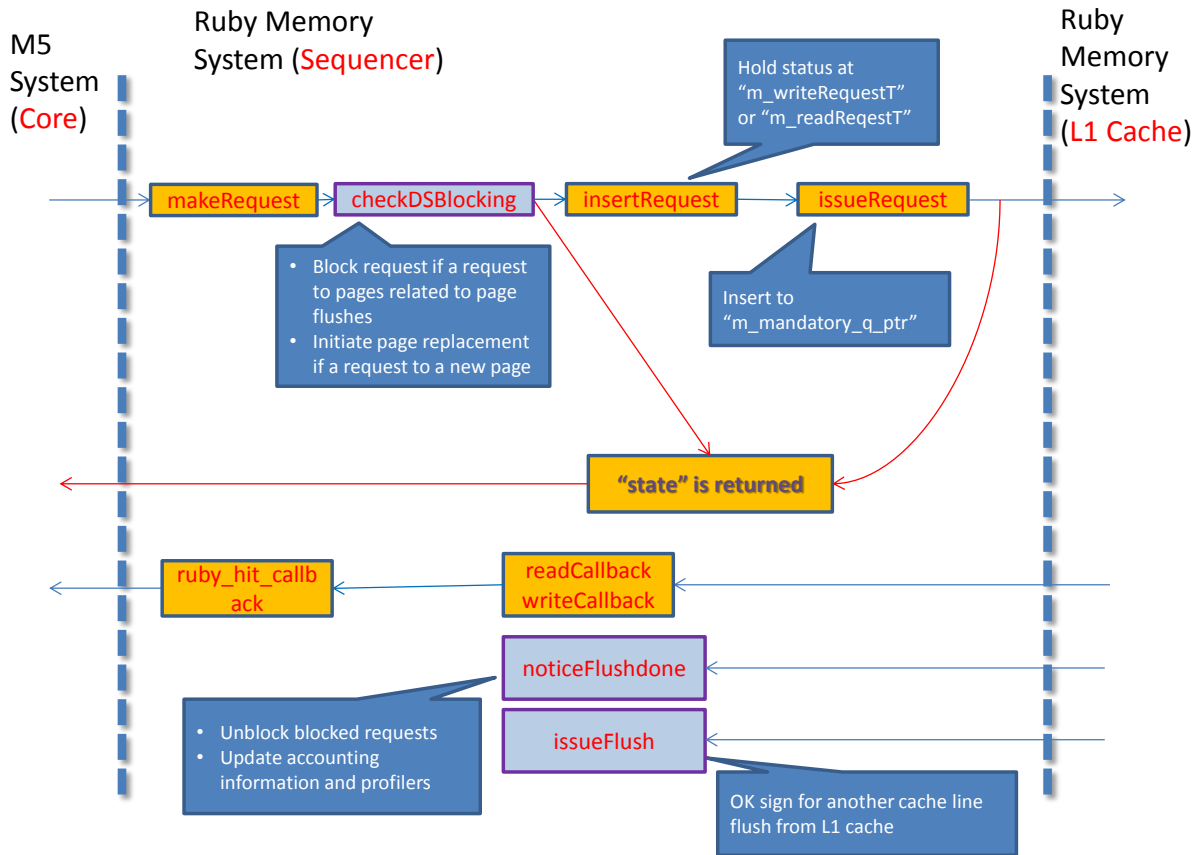 M5
System
(Core)
Ruby Memory
System (Sequencer)
Ruby
Memory
System
(L1 Cache)
Hold status at
“m_writeRequestT”
or “m_readReqestT”
makeRequest
checkDSBlocking
insertRequest
issueRequest
• Block request if a request
to pages related to page
flushes
• Initiate page replacement
if a request to a new page
Insert to
“m_mandatory_q_ptr”
“state” is returned
ruby_hit_callb
ack
readCallback
writeCallback
noticeFlushdone
• Unblock blocked requests
• Update accounting
information and profilers
issueFlush
OK sign for another cache line
flush from L1 cache